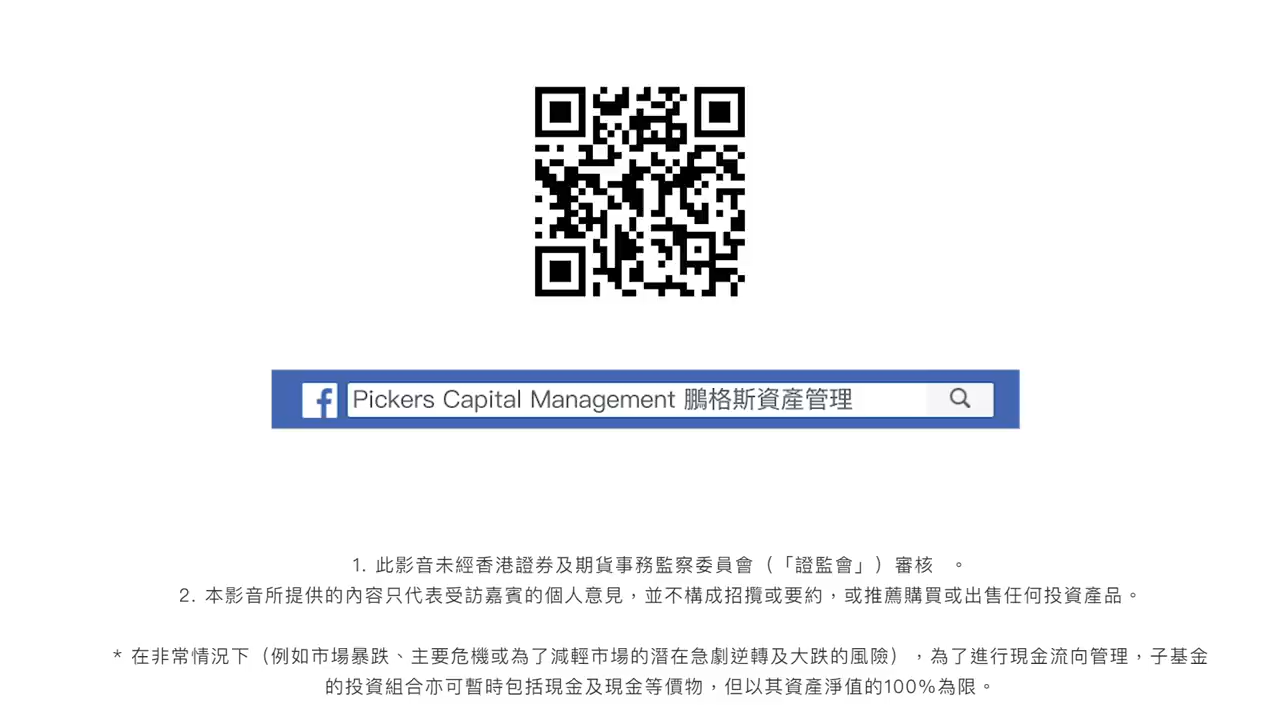 Pickers Capital Management 鵬格斯資產管理
1. 此影音未經香港證券及期貨事務監察委員會（「證監會」）審核 。
2. 本影音所提供的內容只代表受訪嘉賓的個人意見，並不構成招攬或要約，或推薦購買或出售任何投資產品。
* 在非常情況下（例如市場暴跌、主要危機或為了減輕市場的潛在急劇逆轉及大跌的風險），為了進行現金流向管理，子基金
的投資組合亦可暫時包括現金及現金等價物，但以其資產淨值的100%為限。